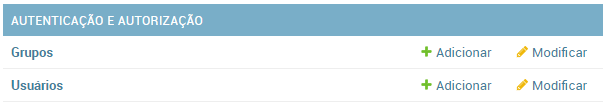 AUTENTICAÇÃO E AUTORIZAÇÃO
Grupos Adicionar Modificar
Usuários Adicionar Modificar